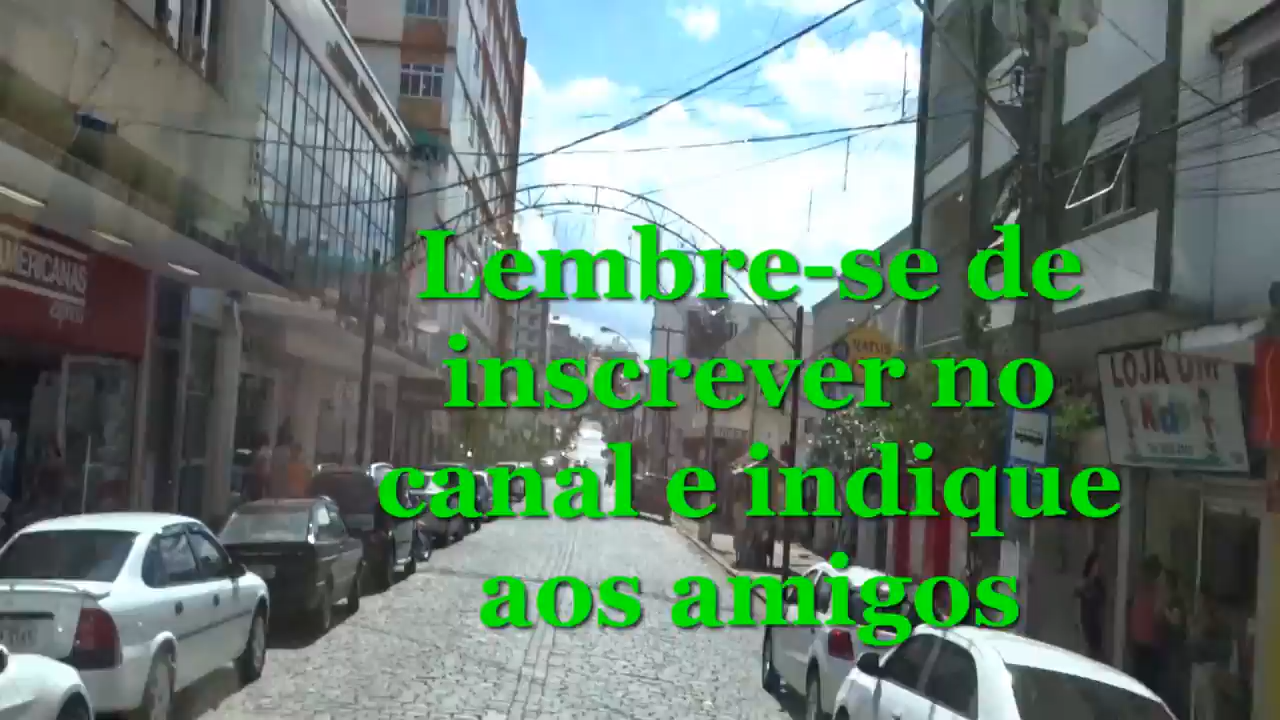 AMERICANAS
Lembre-se de
inscrever no
canal e indique
aos amigos
LOJA